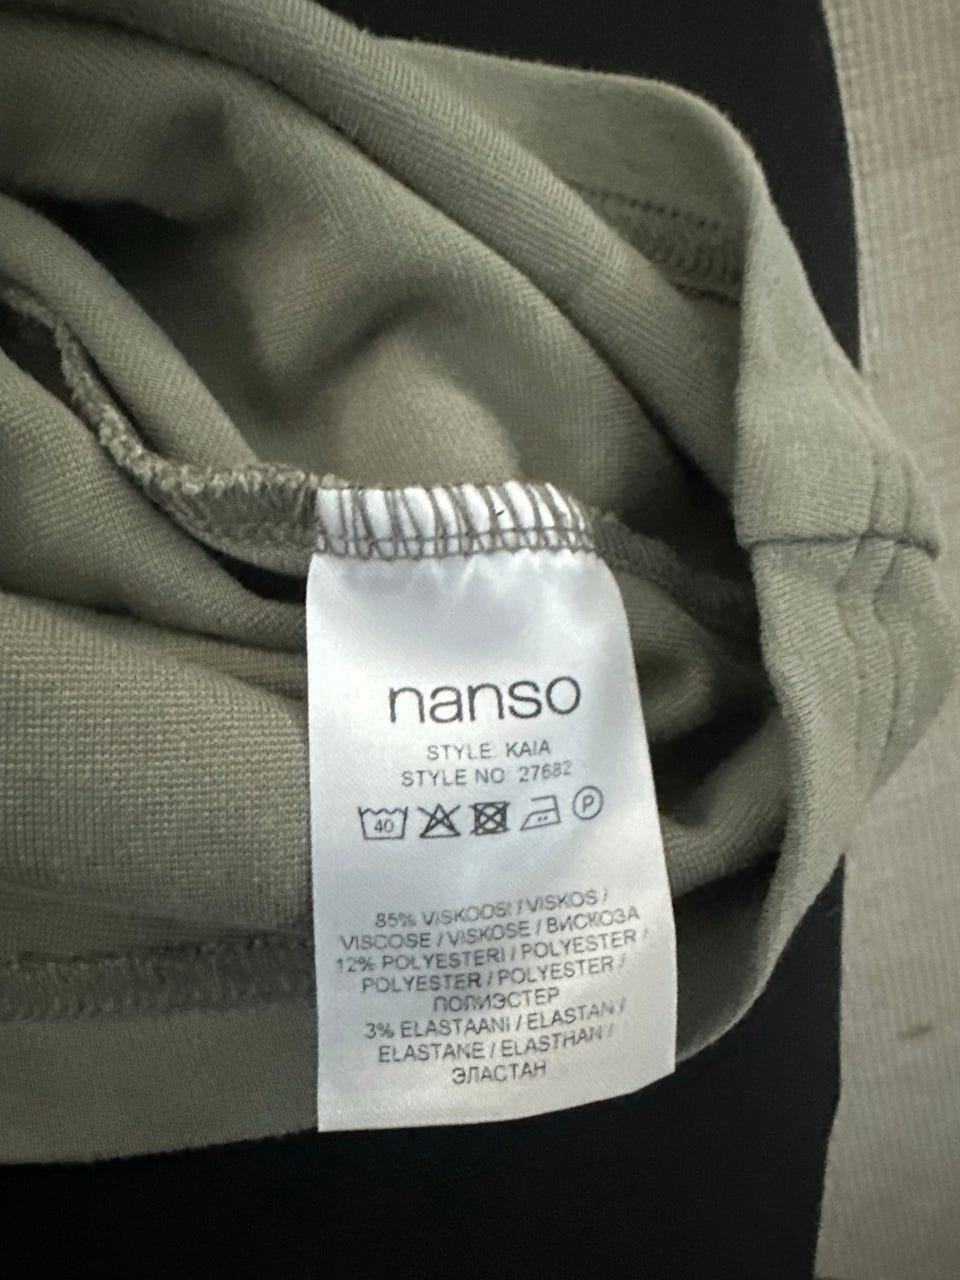 nanso
STYLE: KAIA
STYLE NO: 27682
40 P
85% VISKOOSI / VISKOS /
VISCOSE / VISKOSE / ВИСКОЗА
12% POLYESTERI / POLYESTER /
POLYESTER / POLYESTER /
ПОЛИЭСТЕР
3% ELASTAANI / ELASTAN /
ELASTANE / ELASTHAN /
ЭЛАСТАН